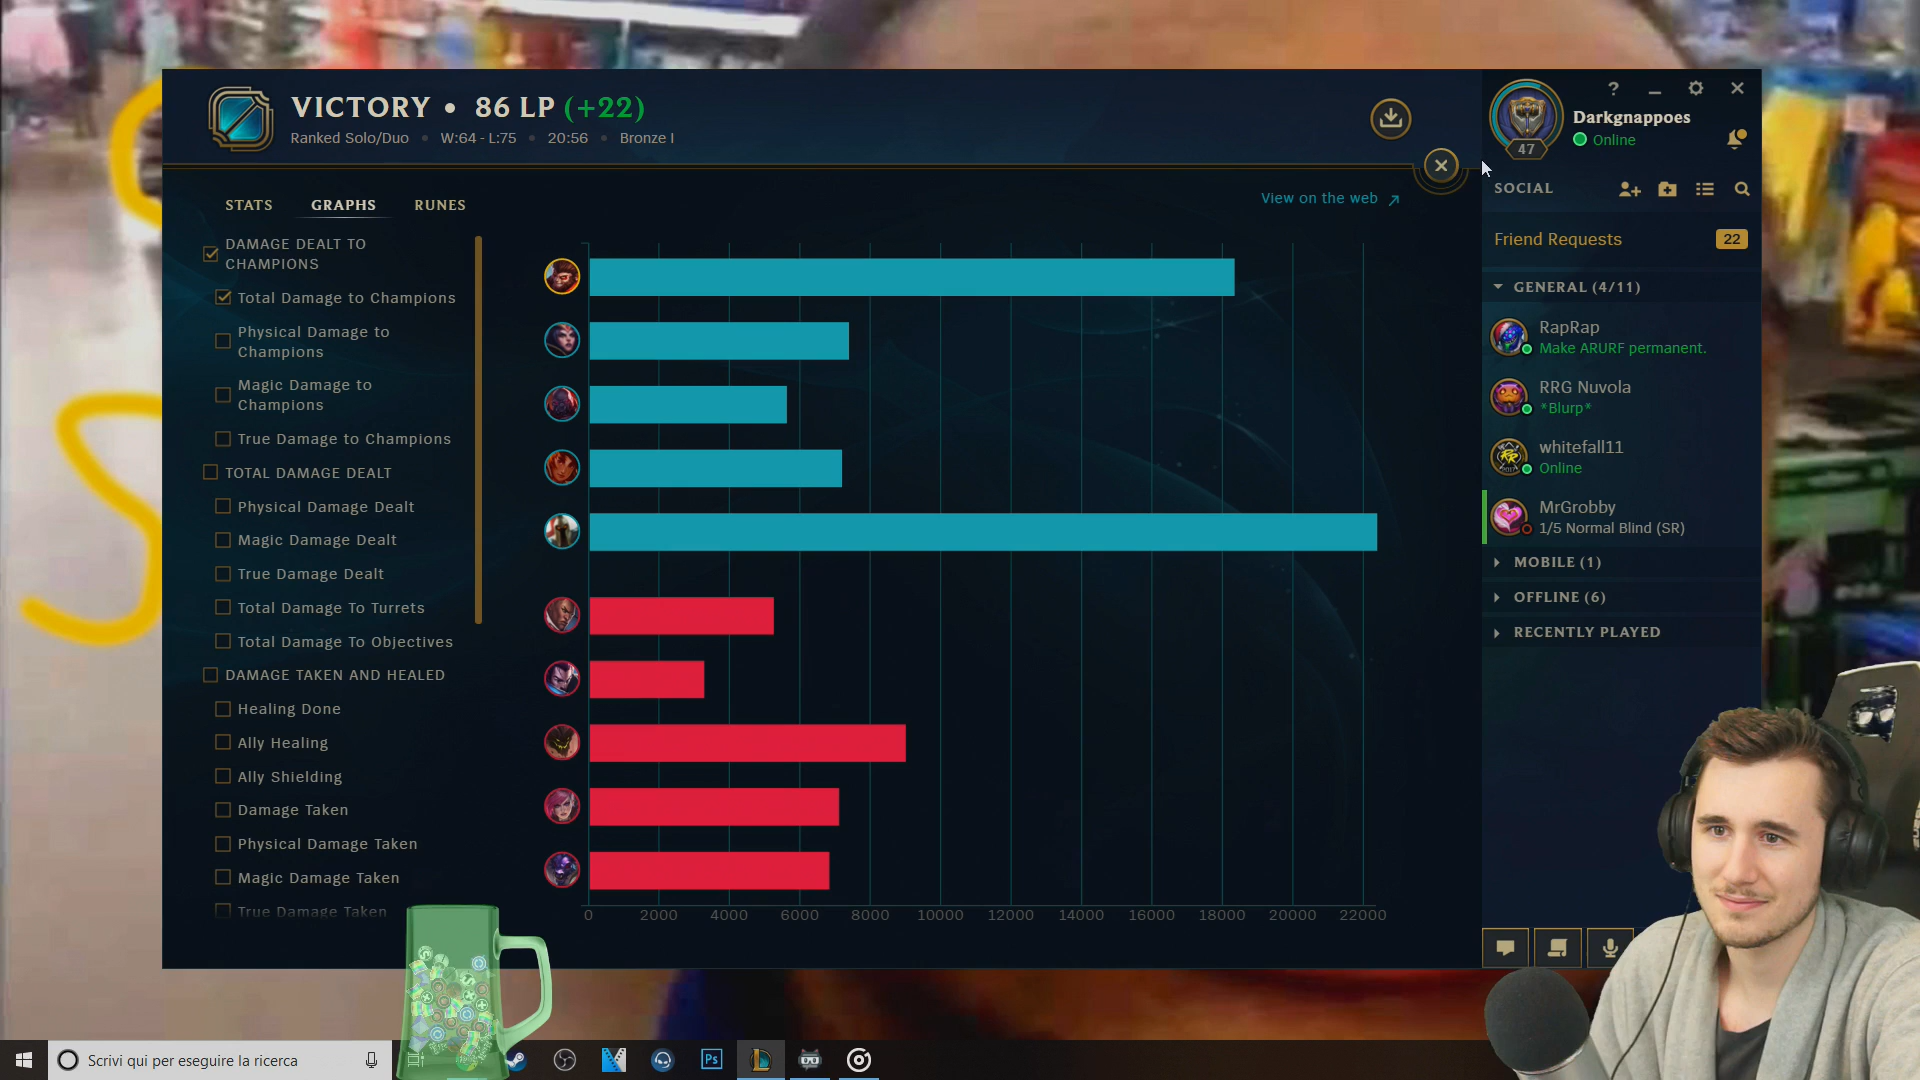 VICTORY • 86 LP (+22)
Ranked Solo/Duo • W:64 - L:75 • 20:56 • Bronze I
STATS GRAPHS RUNES
View on the web
DAMAGE DEALT TO
CHAMPIONS
Total Damage to Champions
Physical Damage to
Champions
Magic Damage to
Champions
True Damage to Champions
TOTAL DAMAGE DEALT
Physical Damage Dealt
Magic Damage Dealt
True Damage Dealt
Total Damage To Turrets
Total Damage To Objectives
DAMAGE TAKEN AND HEALED
Healing Done
Ally Healing
Ally Shielding
Damage Taken
Physical Damage Taken
Magic Damage Taken
True Damage Taken
0 2000 4000 6000 8000 10000 12000 14000 16000 18000 20000 22000
?
Darkgnappoes
Online
47
SOCIAL
Friend Requests 22
GENERAL (4/11)
RapRap
Make ARURF permanent.
RRG Nuvola
*Blurp*
whitefall11
Online
MrGrobby
1/5 Normal Blind (SR)
MOBILE (1)
OFFLINE (6)
RECENTLY PLAYED
Scrivi qui per eseguire la ricerca
Ps